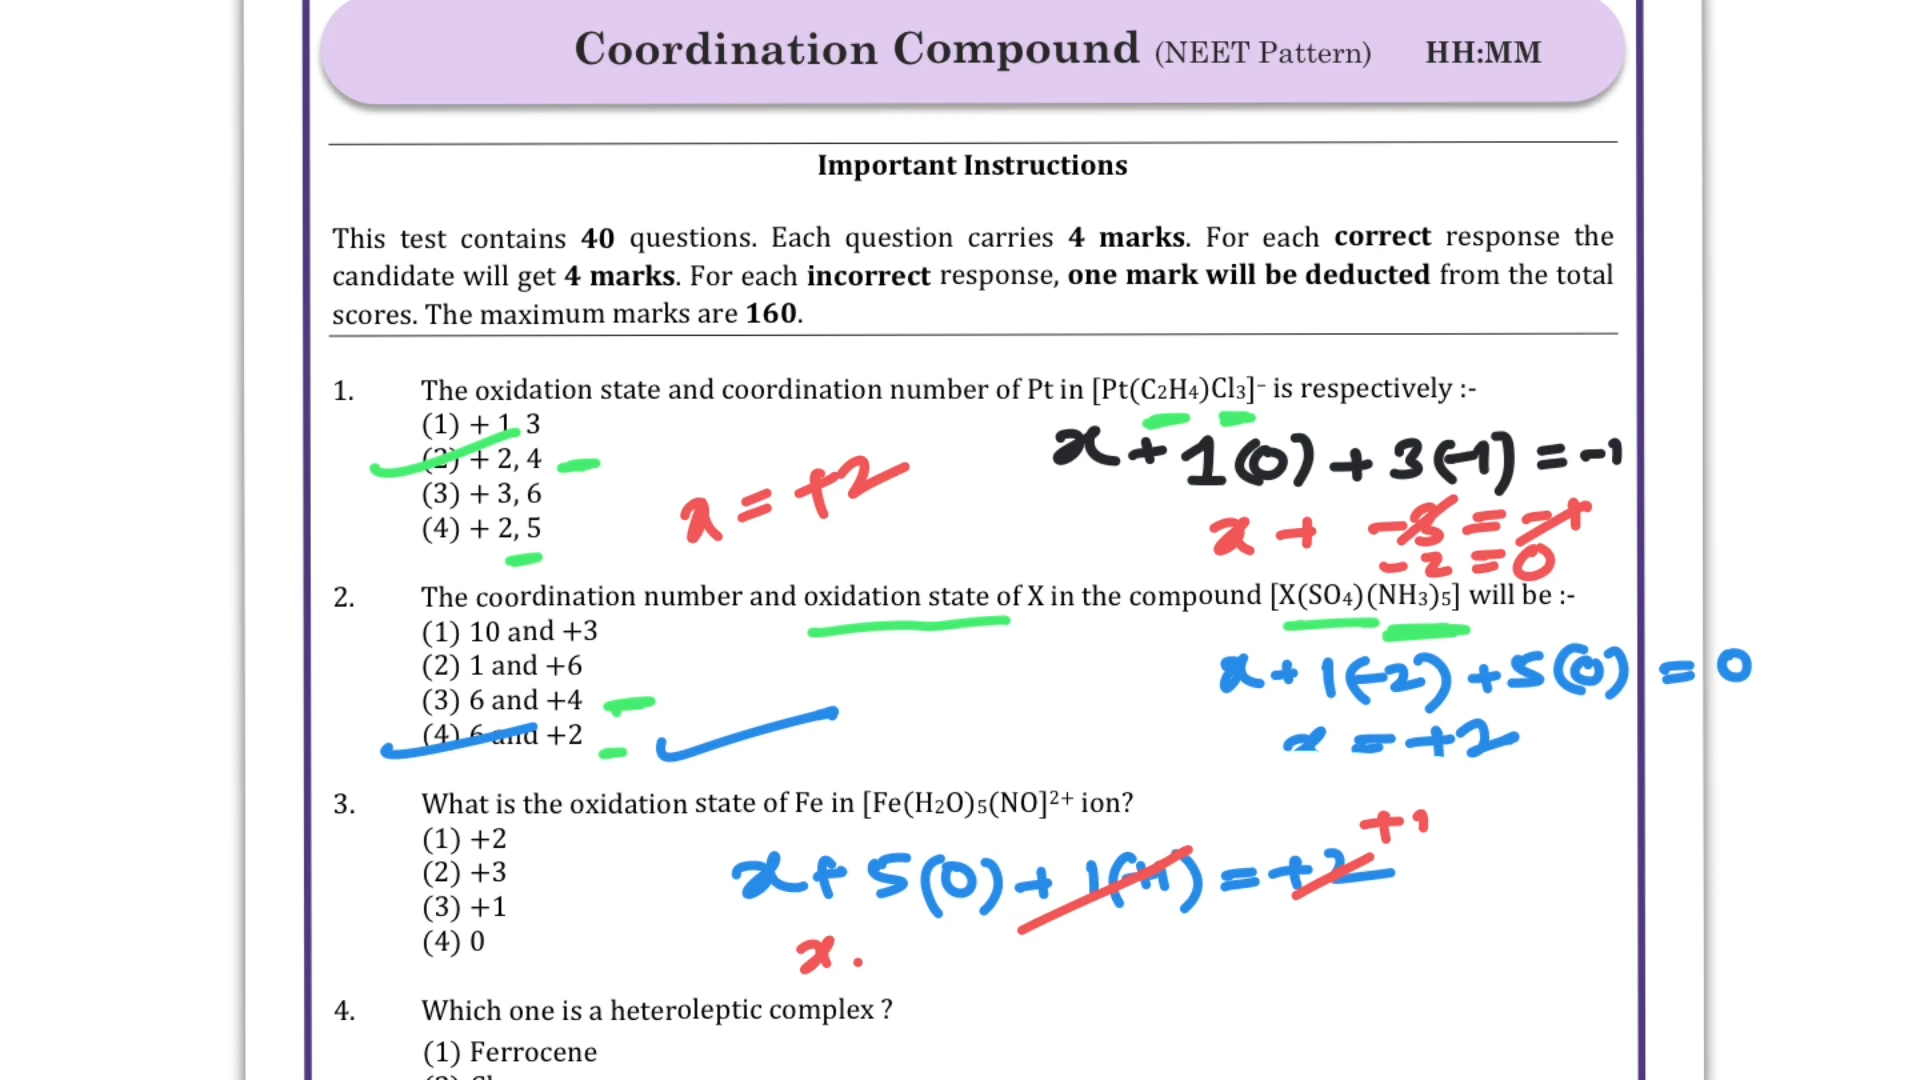 Coordination Compound (NEET Pattern) HH:MM
Important Instructions
This test contains 40 questions. Each question carries 4 marks. For each correct response the
candidate will get 4 marks. For each incorrect response, one mark will be deducted from the total
scores. The maximum marks are 160.
1. The oxidation state and coordination number of Pt in [Pt(C2H4)Cl3]- is respectively :-
(1) + 1, 3
(2) + 2, 4
(3) + 3, 6
(4) + 2, 5
x + 1(0) + 3(-1) = -1
x + -3 = -1
-2 = 0
x = +2
2. The coordination number and oxidation state of X in the compound [X(SO4)(NH3)5] will be :-
(1) 10 and +3
(2) 1 and +6
(3) 6 and +4
(4) 6 and +2
x + 1(-2) + 5(0) = 0
x = +2
3. What is the oxidation state of Fe in [Fe(H2O)5(NO]2+ ion?
(1) +2
(2) +3
(3) +1
(4) 0
+1
x + 5(0) + 1(+1) = +2
x .
4. Which one is a heteroleptic complex ?
(1) Ferrocene